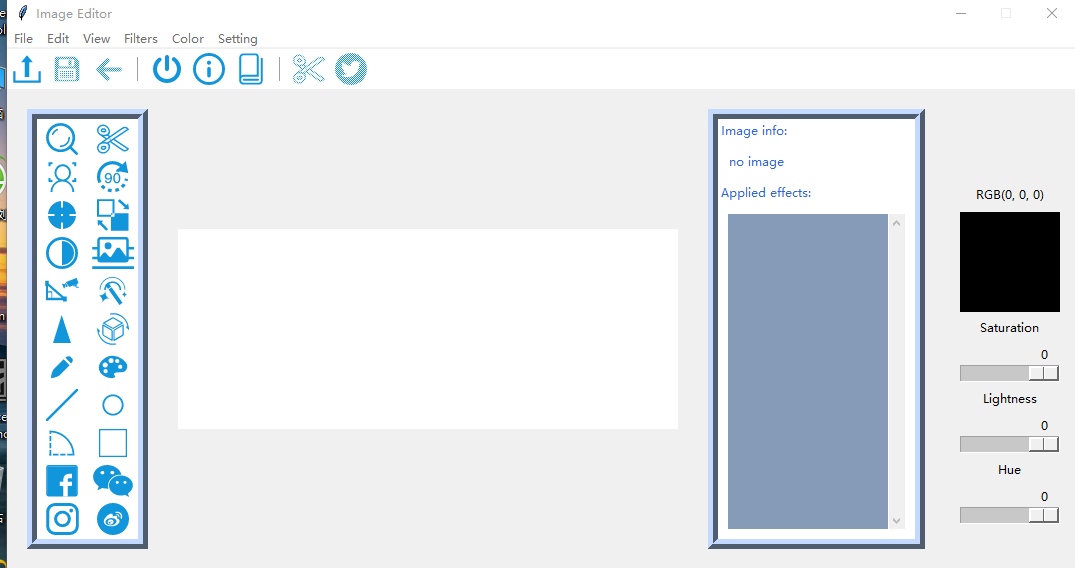 Image Editor
File Edit View Filters Color Setting
90
Image info:
no image
Applied effects:
RGB(0, 0, 0)
Saturation
0
Lightness
0
Hue
0